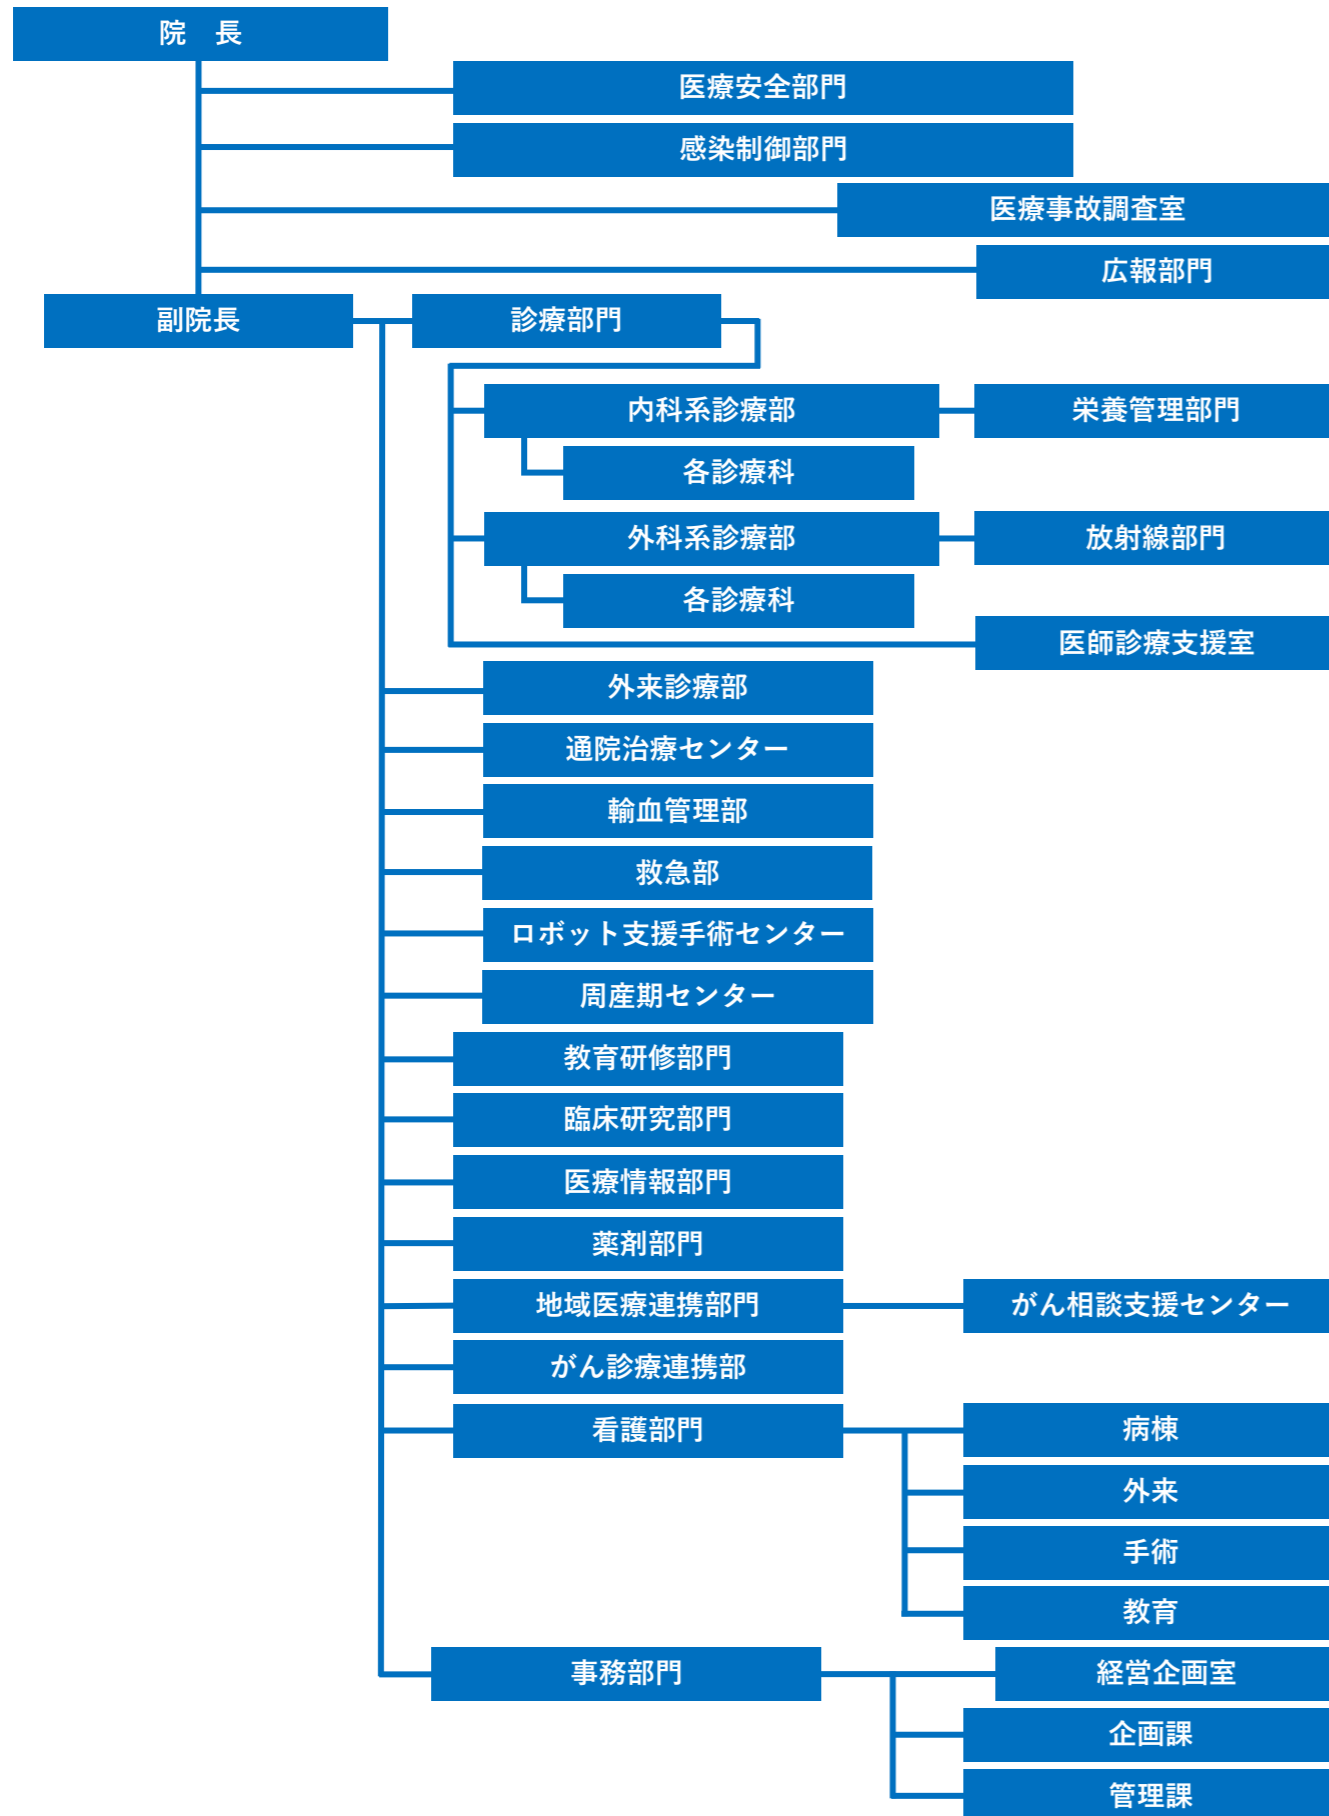 院　長
医療安全部門
感染制御部門
医療事故調査室
広報部門
副院長
診療部門
内科系診療部
栄養管理部門
各診療科
外科系診療部
放射線部門
各診療科
医師診療支援室
外来診療部
通院治療センター
輸血管理部
救急部
ロボット支援手術センター
周産期センター
教育研修部門
臨床研究部門
医療情報部門
薬剤部門
地域医療連携部門
がん相談支援センター
がん診療連携部
看護部門
病棟
外来
手術
教育
事務部門
経営企画室
企画課
管理課